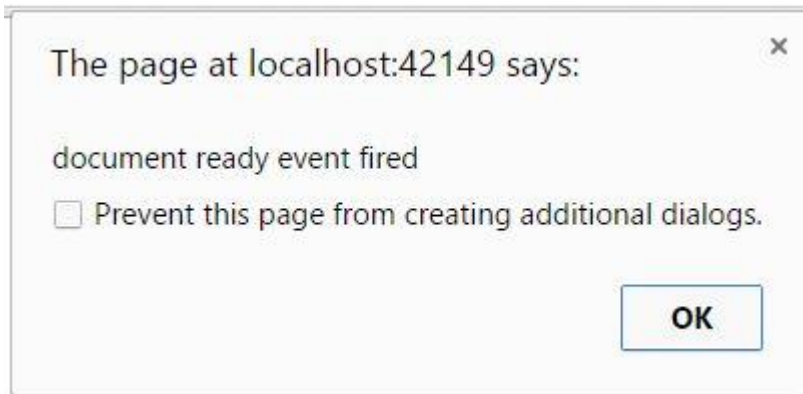 The page at localhost:42149 says:
document ready event fired
Prevent this page from creating additional dialogs.
OK